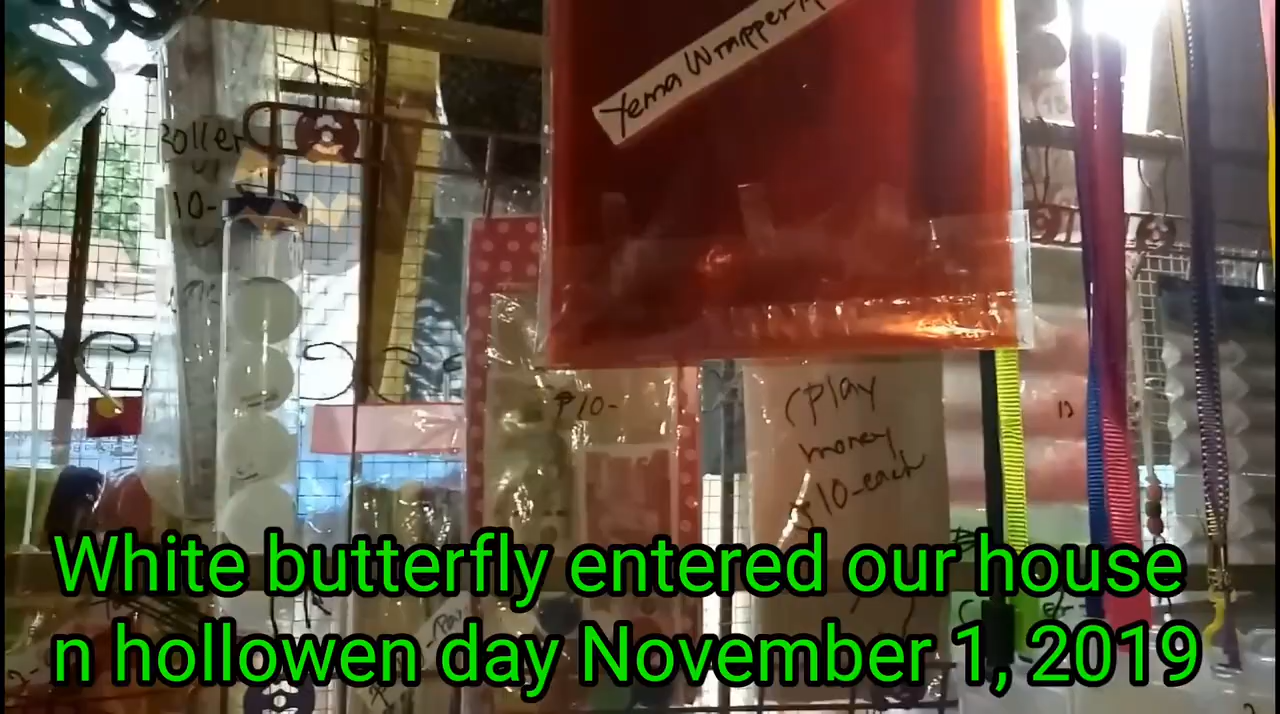 Yema Wrapper
Roller
10-
₱10-
(Play
money
₱10-each
13
White butterfly entered our house
n hollowen day November 1, 2019